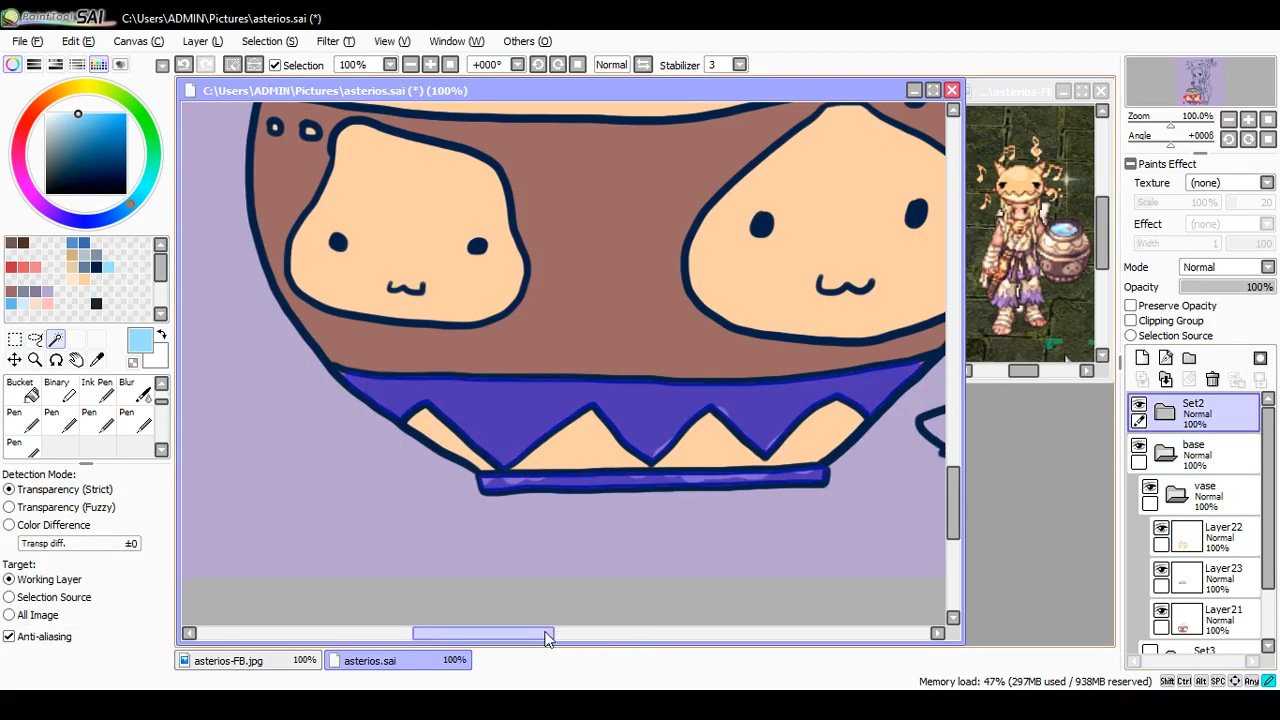 PaintTool SAI C:\Users\ADMIN\Pictures\asterios.sai (*)
File (F) Edit (E) Canvas (C) Layer (L) Selection (S) Filter (T) View (V) Window (W) Others (O)
Selection 100% +000° Normal Stabilizer 3
C:\Users\ADMIN\Pictures\asterios.sai (*) (100%)
...\asterios-FB
Zoom 100.0%
Angle +000ß
Paints Effect
Texture (none)
Scale 100% 20
Effect (none)
Width 1 100
Mode Normal
Opacity 100%
Preserve Opacity
Clipping Group
Selection Source
Bucket Binary Ink Pen Blur
Pen Pen Pen Pen
Pen
Detection Mode:
Transparency (Strict)
Transparency (Fuzzy)
Color Difference
Transp diff. ±0
Target:
Working Layer
Selection Source
All Image
Anti-aliasing
Set2
Normal
100%
base
Normal
100%
vase
Normal
100%
Layer22
Normal
100%
Layer23
Normal
100%
Layer21
Normal
100%
Set3
asterios-FB.jpg 100% asterios.sai 100%
Memory load: 47% (297MB used / 938MB reserved) Shift Ctrl Alt SPC Any